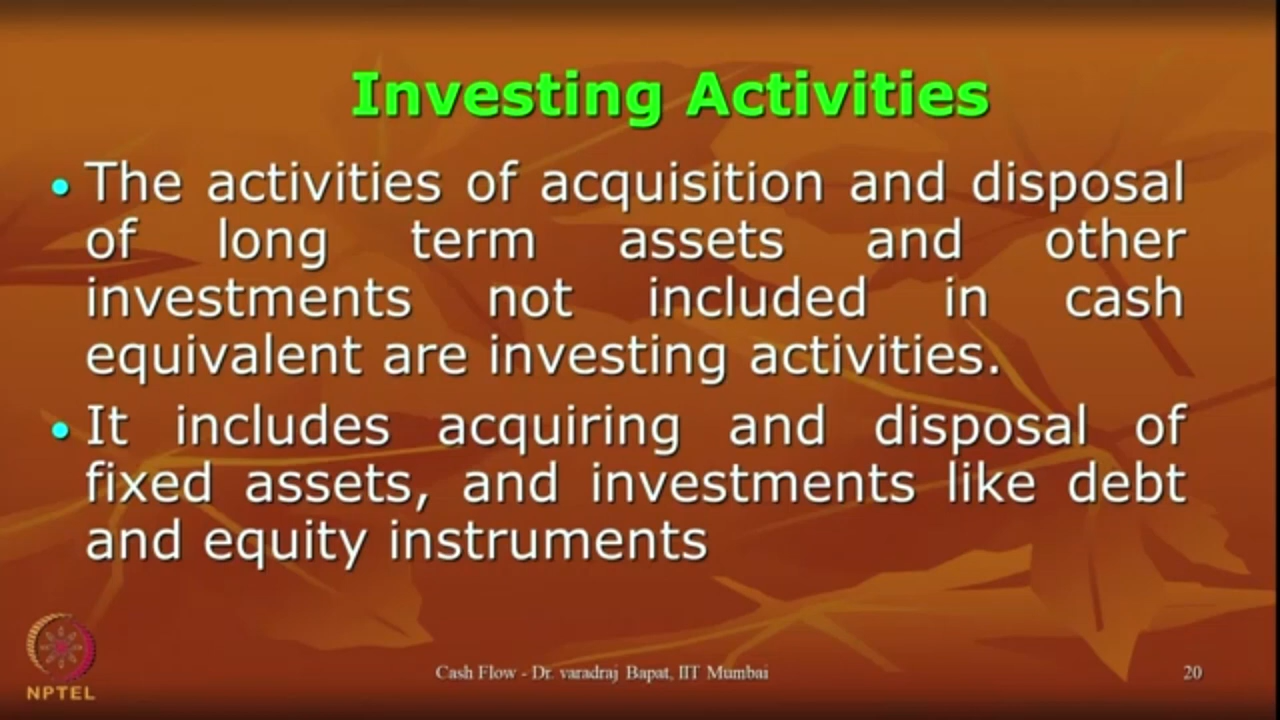 Investing Activities
• The activities of acquisition and disposal
of long term assets and other
investments not included in cash
equivalent are investing activities.
• It includes acquiring and disposal of
fixed assets, and investments like debt
and equity instruments
NPTEL
Cash Flow - Dr. varadraj Bapat, IIT Mumbai
20